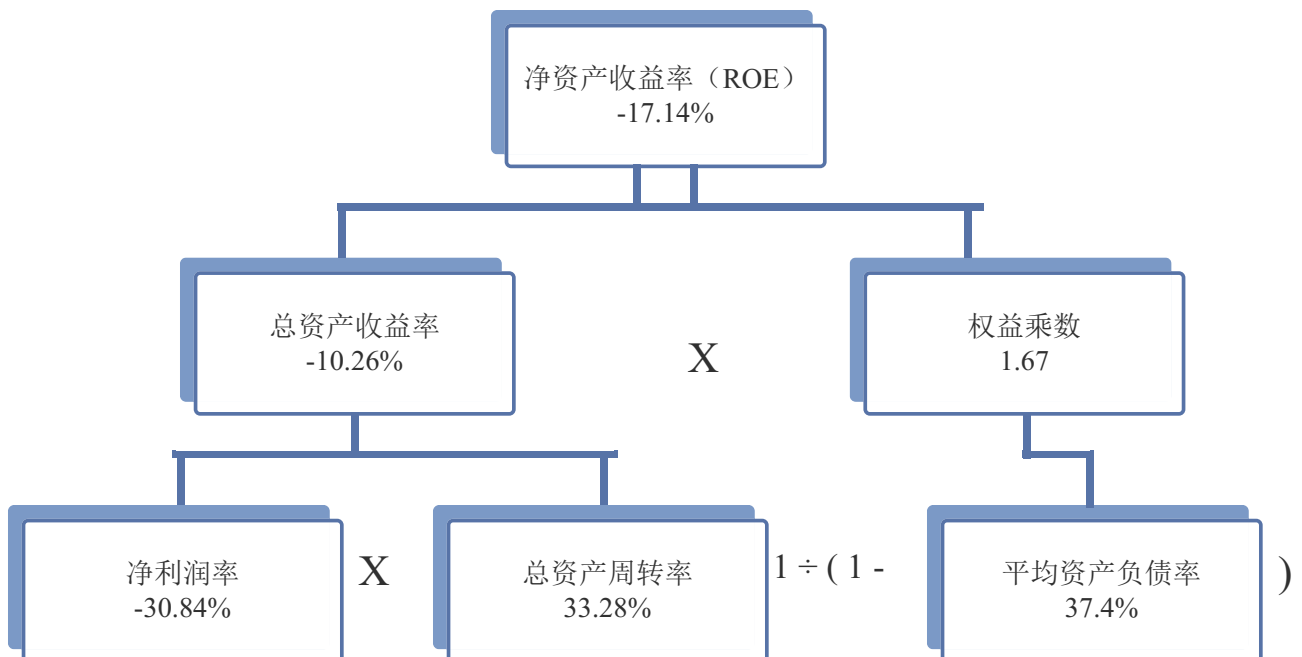 净资产收益率（ROE）
-17.14%
总资产收益率
-10.26%
X
权益乘数
1.67
净利润率
-30.84%
X
总资产周转率
33.28%
1 ÷ ( 1 -
平均资产负债率
37.4%
)